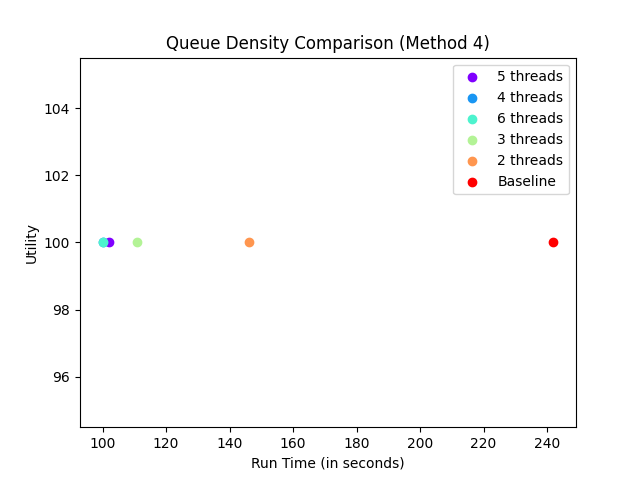 Queue Density Comparison (Method 4)
5 threads
4 threads
6 threads
3 threads
2 threads
Baseline
104
102
100
98
96
Utility
100 120 140 160 180 200 220 240
Run Time (in seconds)